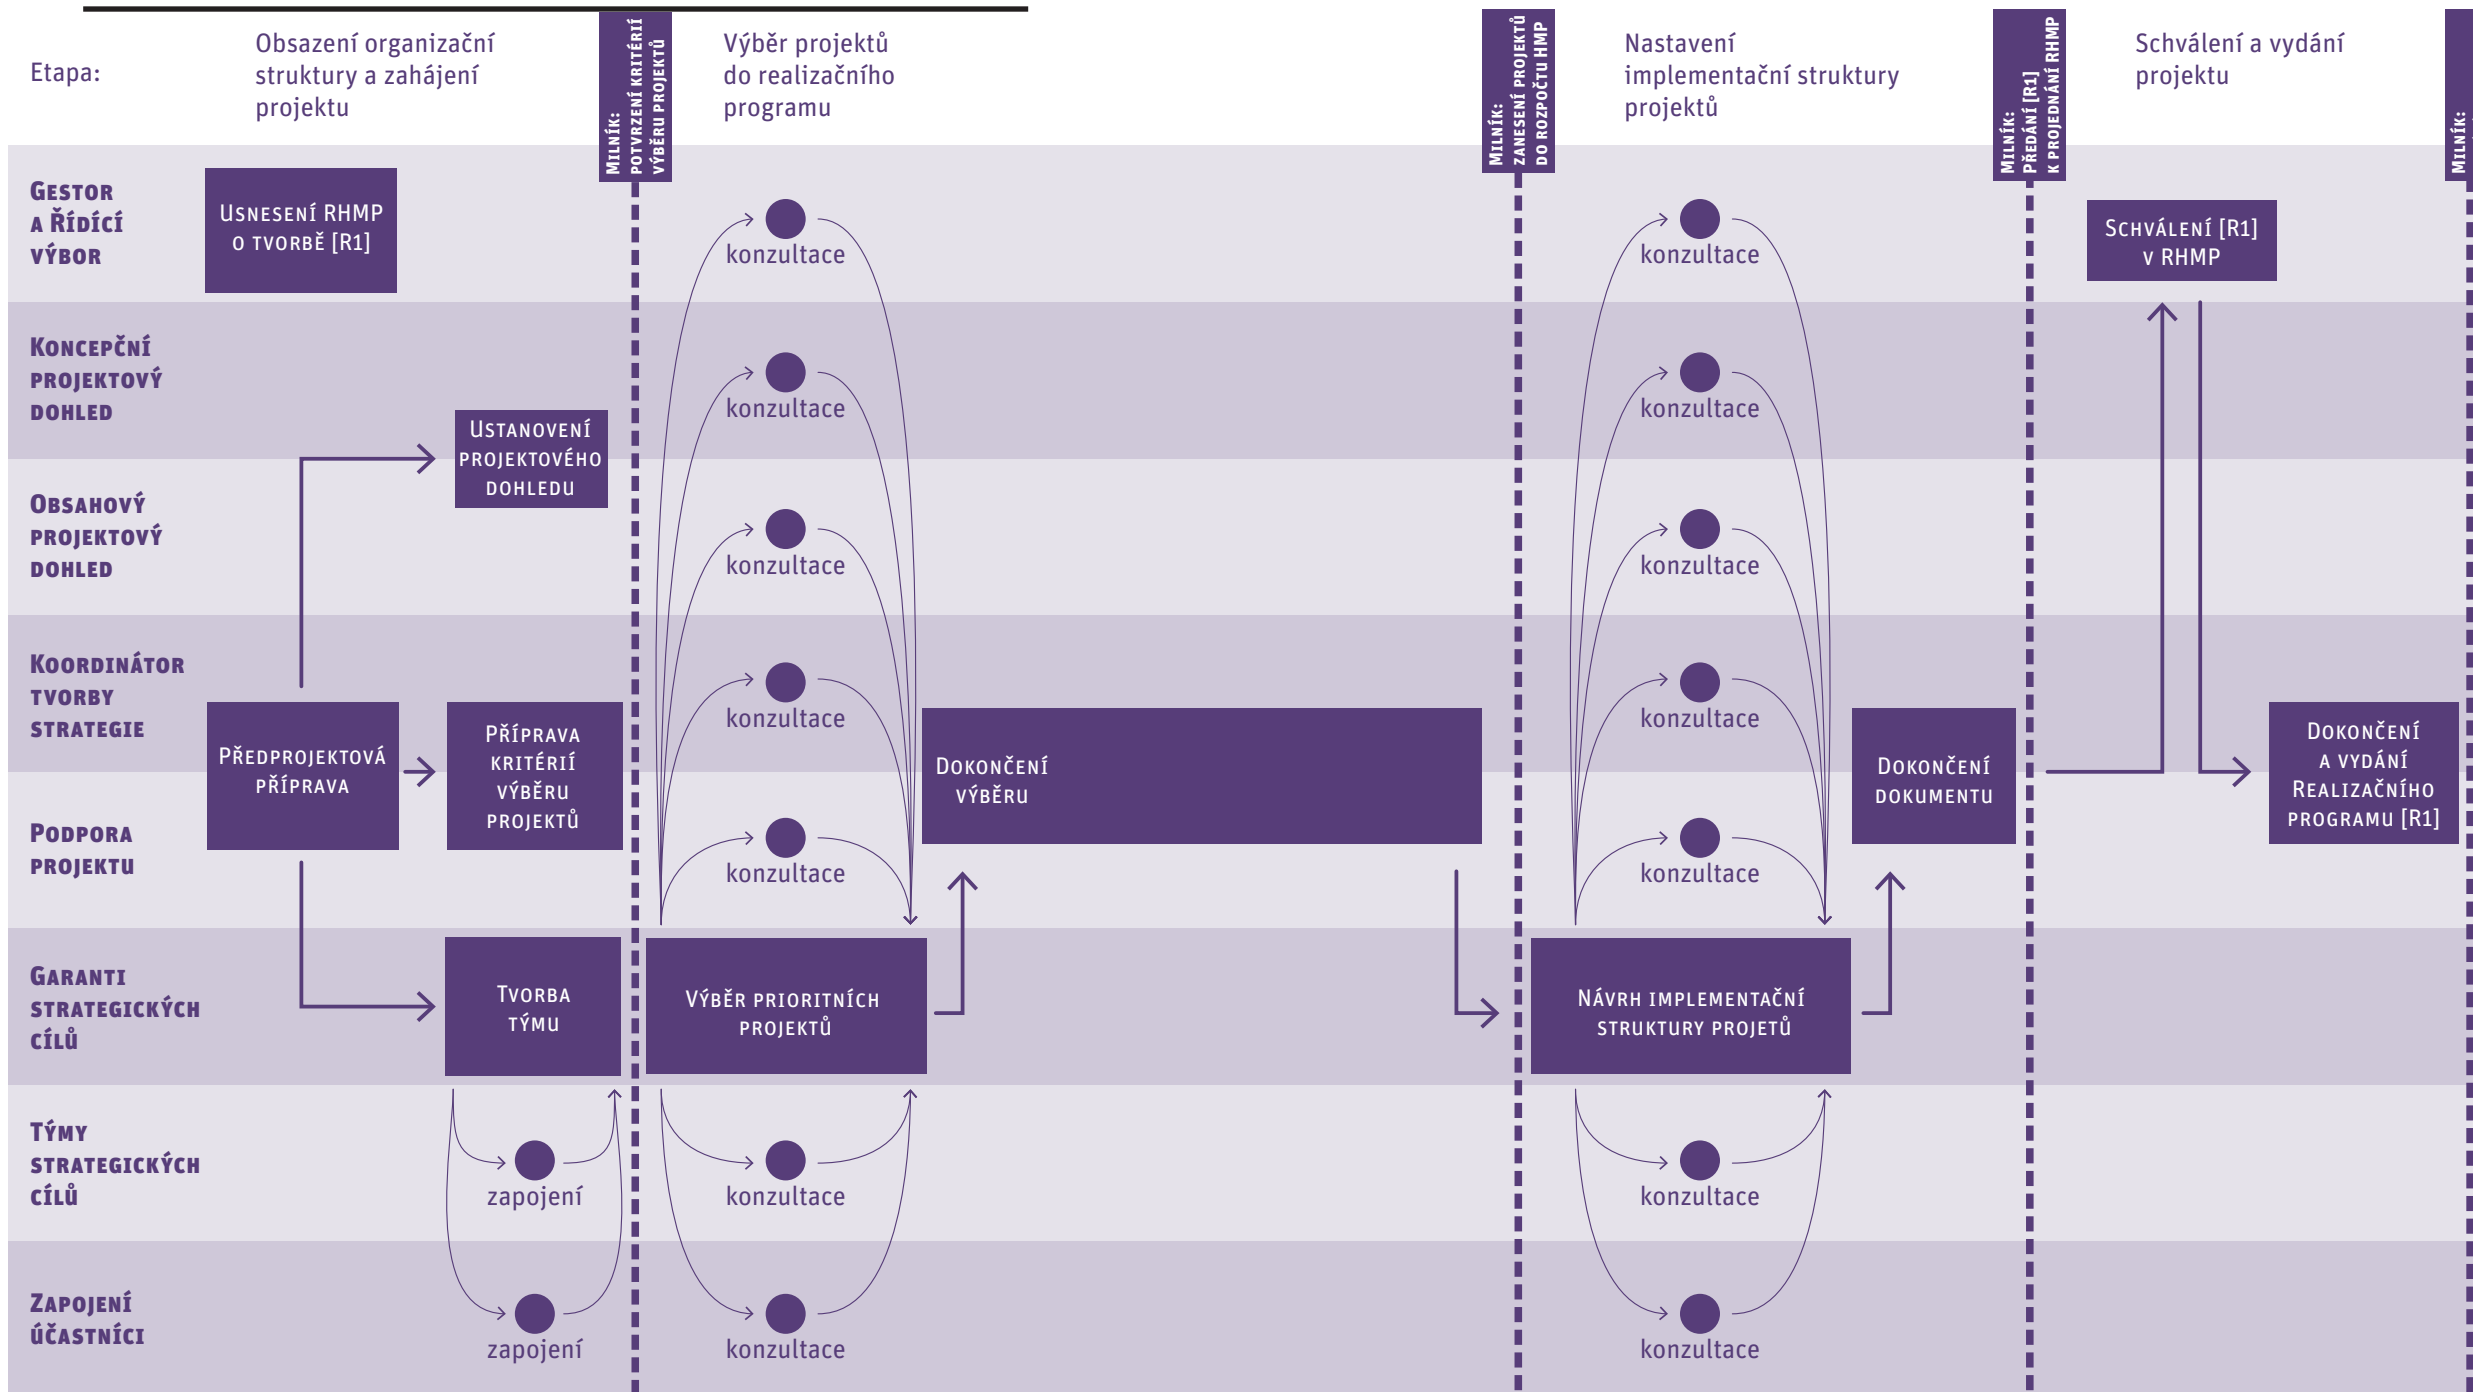 Etapa:
Obsazení organizační
struktury a zahájení
projektu
MILNÍK:
POTVRZENÍ KRITÉRIÍ
VÝBĚRU PROJEKTŮ
Výběr projektů
do realizačního
programu
MILNÍK:
ZANESENÍ PROJEKTŮ
DO ROZPOČTU HMP
Nastavení
implementační struktury
projektů
MILNÍK:
PŘEDÁNÍ [R1]
K PROJEDNÁNÍ RHMP
Schválení a vydání
projektu
MILNÍK:
GESTOR
A ŘÍDÍCÍ
VÝBOR
USNESENÍ RHMP
O TVORBĚ [R1]
konzultace
konzultace
SCHVÁLENÍ [R1]
V RHMP
KONCEPČNÍ
PROJEKTOVÝ
DOHLED
USTANOVENÍ
PROJEKTOVÉHO
DOHLEDU
konzultace
konzultace
OBSAHOVÝ
PROJEKTOVÝ
DOHLED
konzultace
konzultace
KOORDINÁTOR
TVORBY
STRATEGIE
konzultace
konzultace
PŘEDPROJEKTOVÁ
PŘÍPRAVA
PŘÍPRAVA
KRITÉRIÍ
VÝBĚRU
PROJEKTŮ
DOKONČENÍ
VÝBĚRU
DOKONČENÍ
DOKUMENTU
DOKONČENÍ
A VYDÁNÍ
REALIZAČNÍHO
PROGRAMU [R1]
PODPORA
PROJEKTU
konzultace
konzultace
GARANTI
STRATEGICKÝCH
CÍLŮ
TVORBA
TÝMU
VÝBĚR PRIORITNÍCH
PROJEKTŮ
NÁVRH IMPLEMENTAČNÍ
STRUKTURY PROJETŮ
TÝMY
STRATEGICKÝCH
CÍLŮ
zapojení
konzultace
konzultace
ZAPOJENÍ
ÚČASTNÍCI
zapojení
konzultace
konzultace